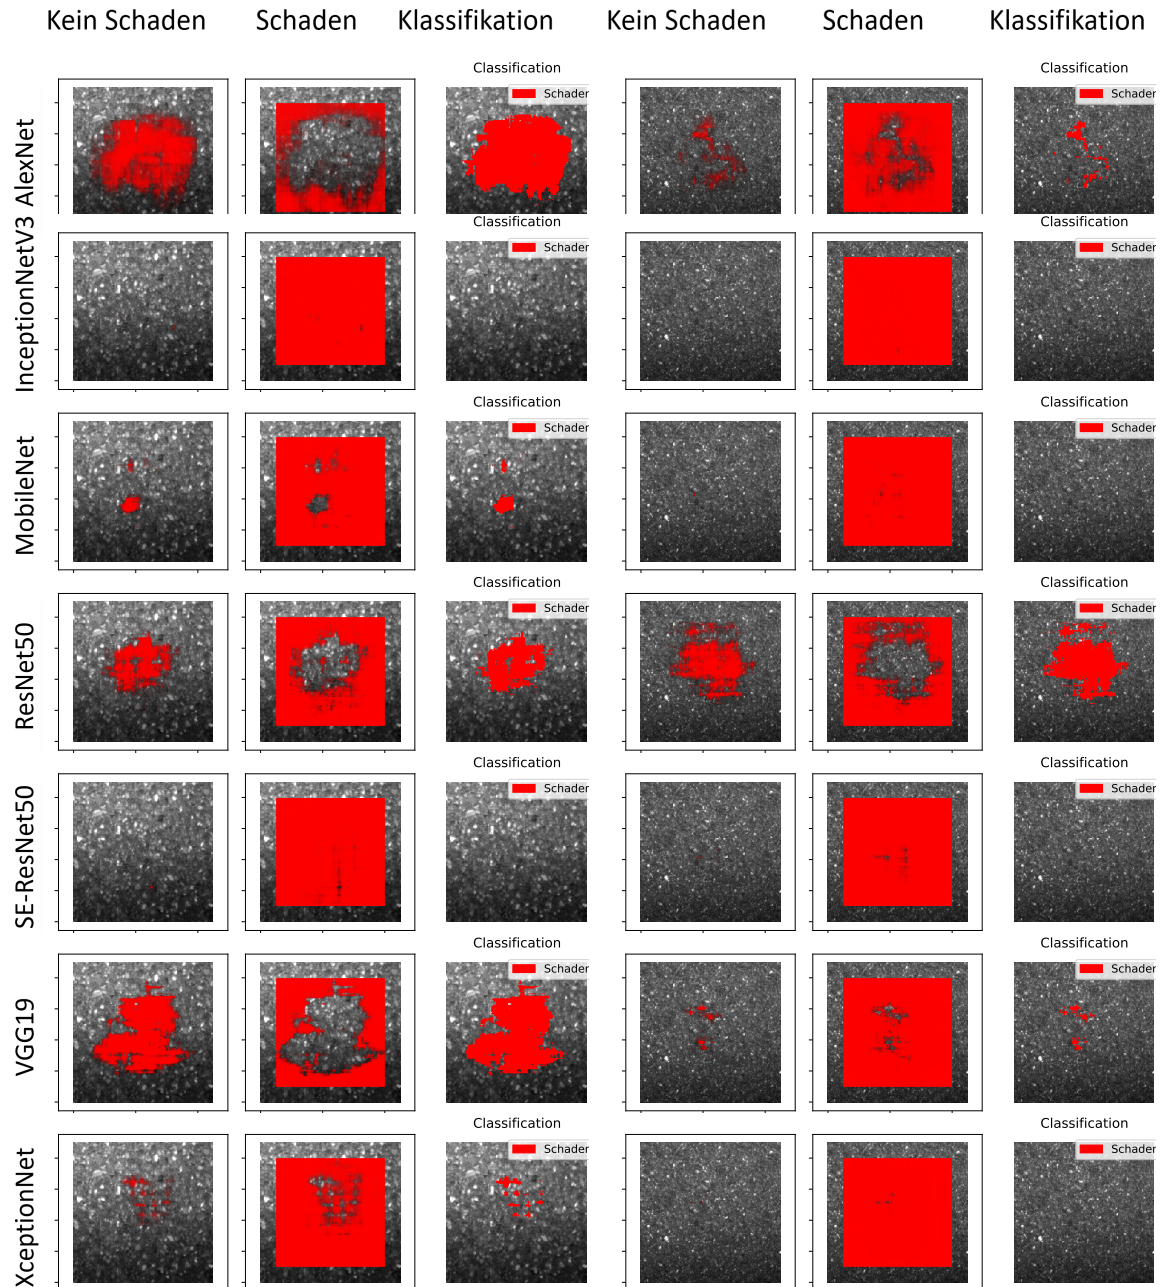 Kein Schaden Schaden Klassifikation Kein Schaden Schaden Klassifikation
AlexNet
Classification
Schaden
Classification
Schaden
InceptionNetV3
Classification
Schaden
Classification
Schaden
MobileNet
Classification
Schaden
Classification
Schaden
ResNet50
Classification
Schaden
Classification
Schaden
SE-ResNet50
Classification
Schaden
Classification
Schaden
VGG19
Classification
Schaden
Classification
Schaden
XceptionNet
Classification
Schaden
Classification
Schaden